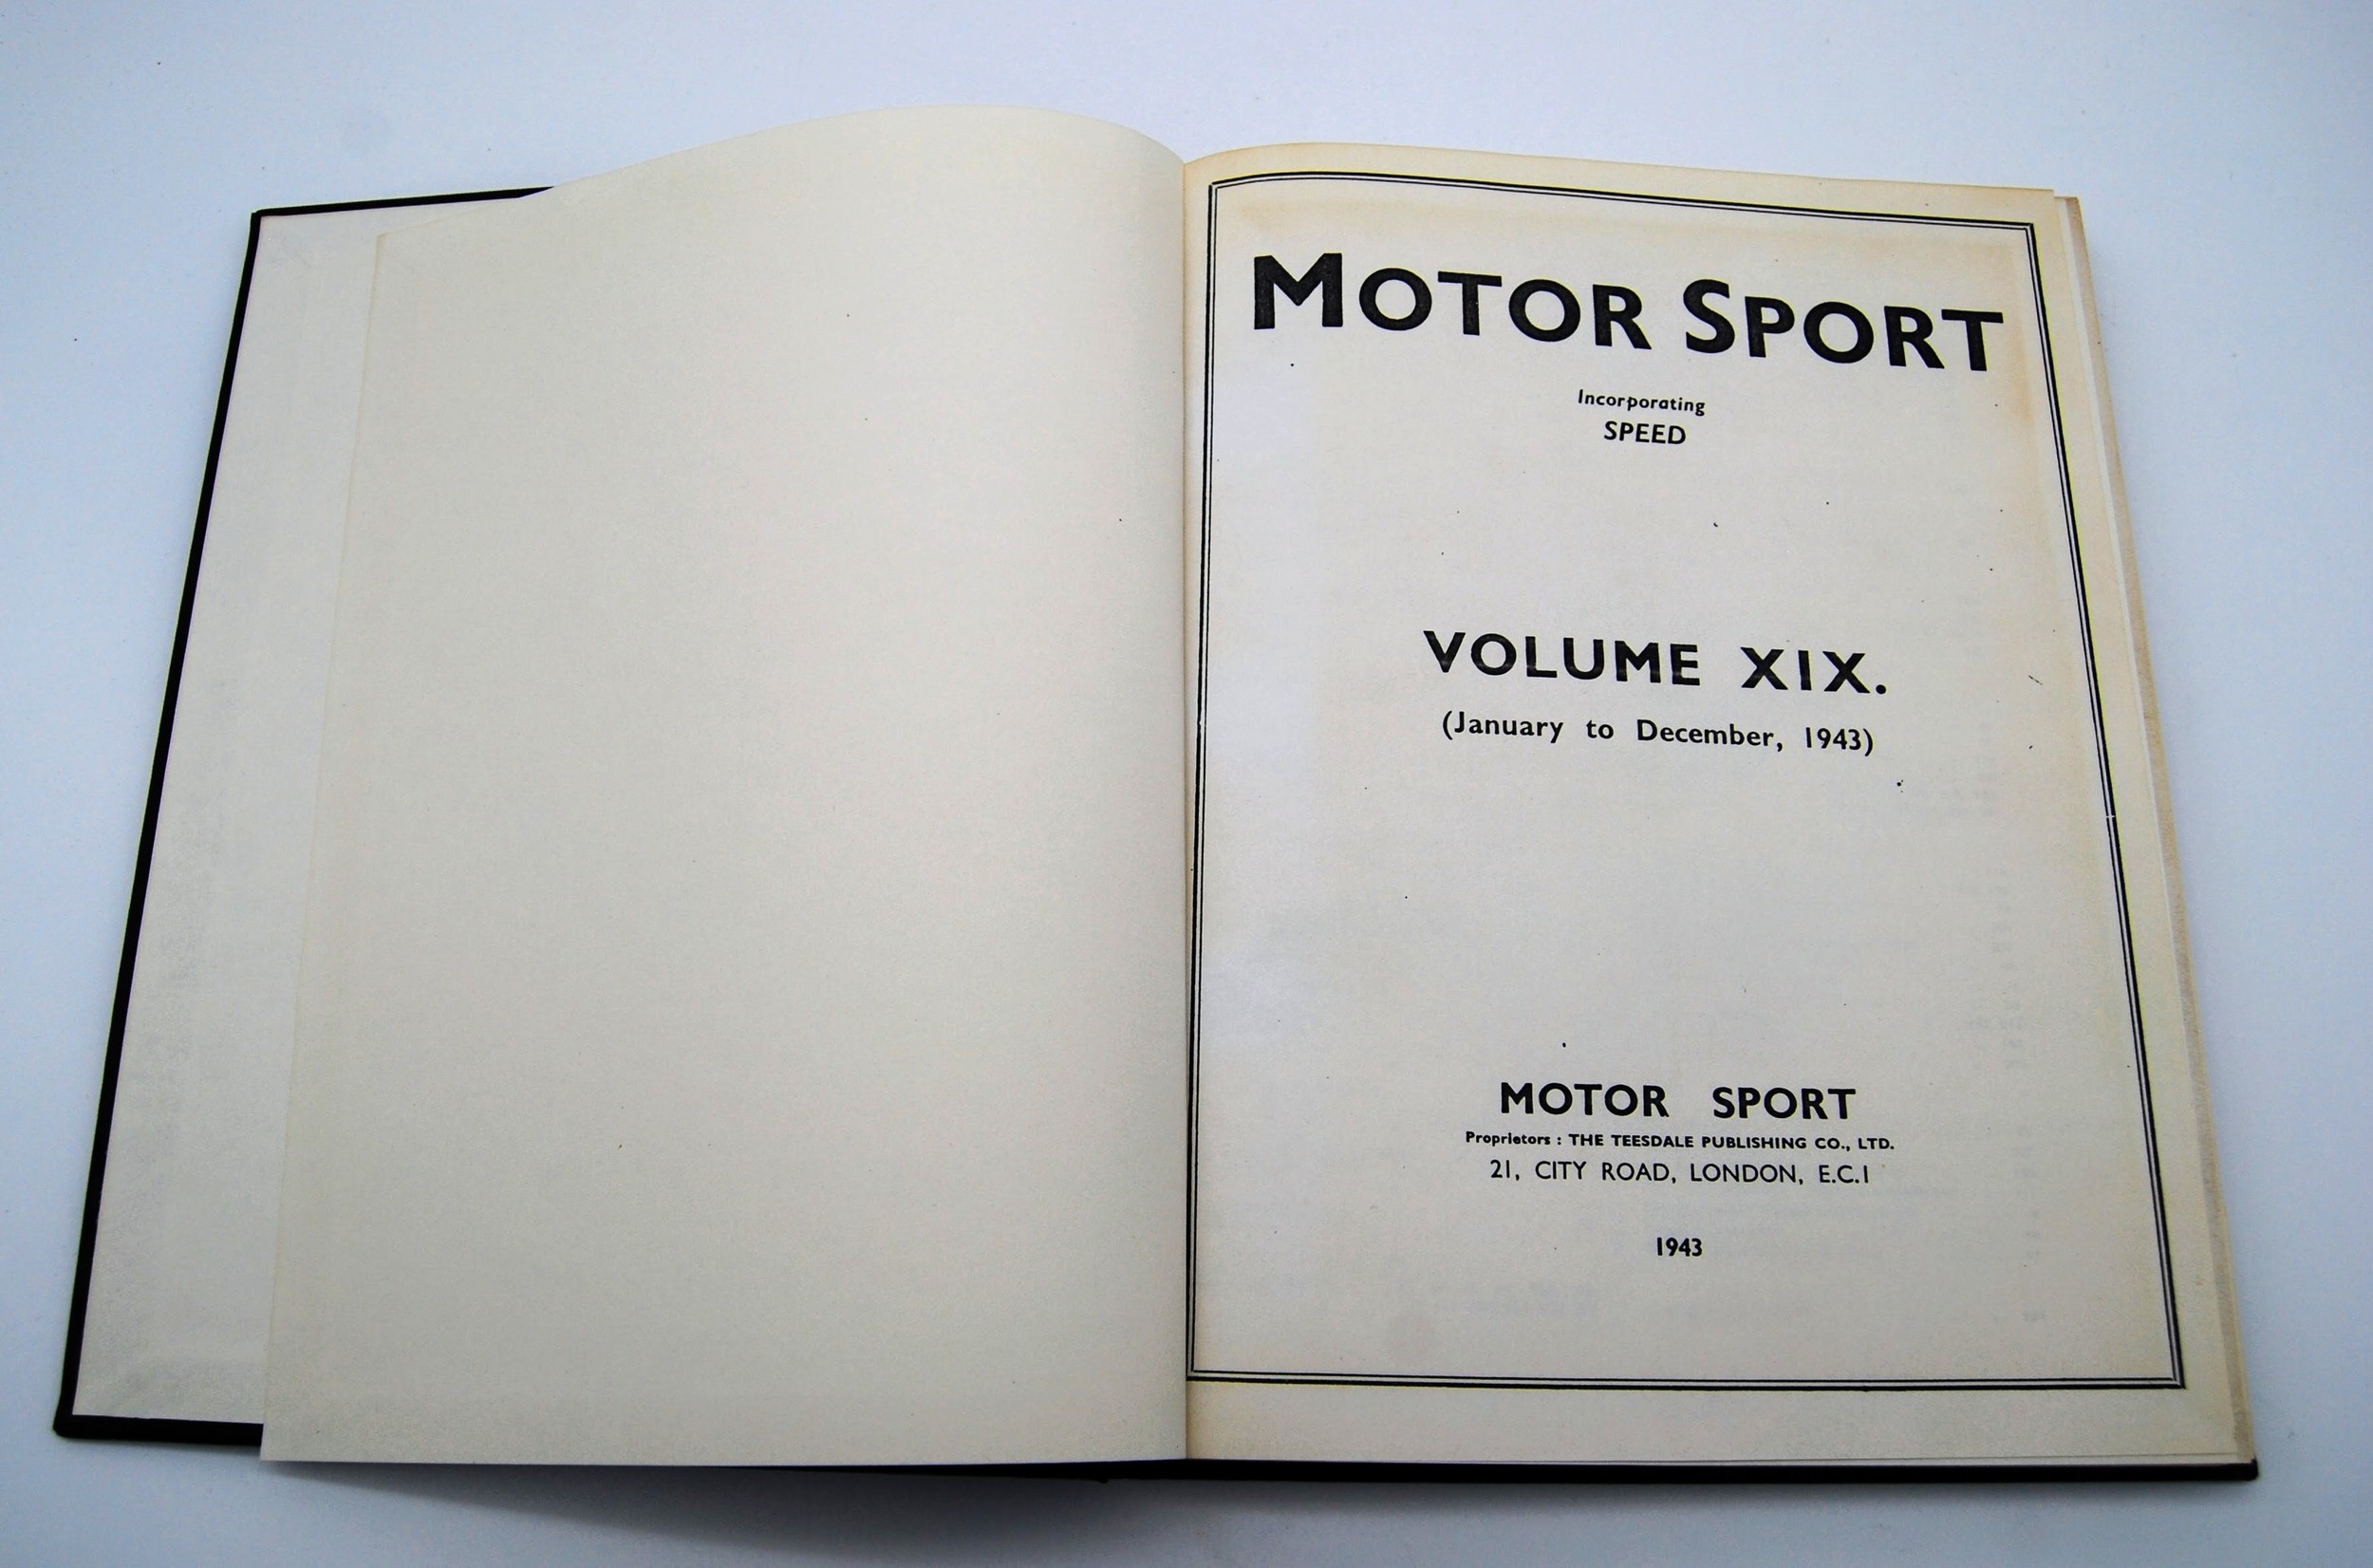 MOTOR SPORT
Incorporating
SPEED
VOLUME XIX.
(January to December, 1943)
MOTOR SPORT
Proprietors : THE TEESDALE PUBLISHING CO., LTD.
21, CITY ROAD, LONDON, E.C.1
1943